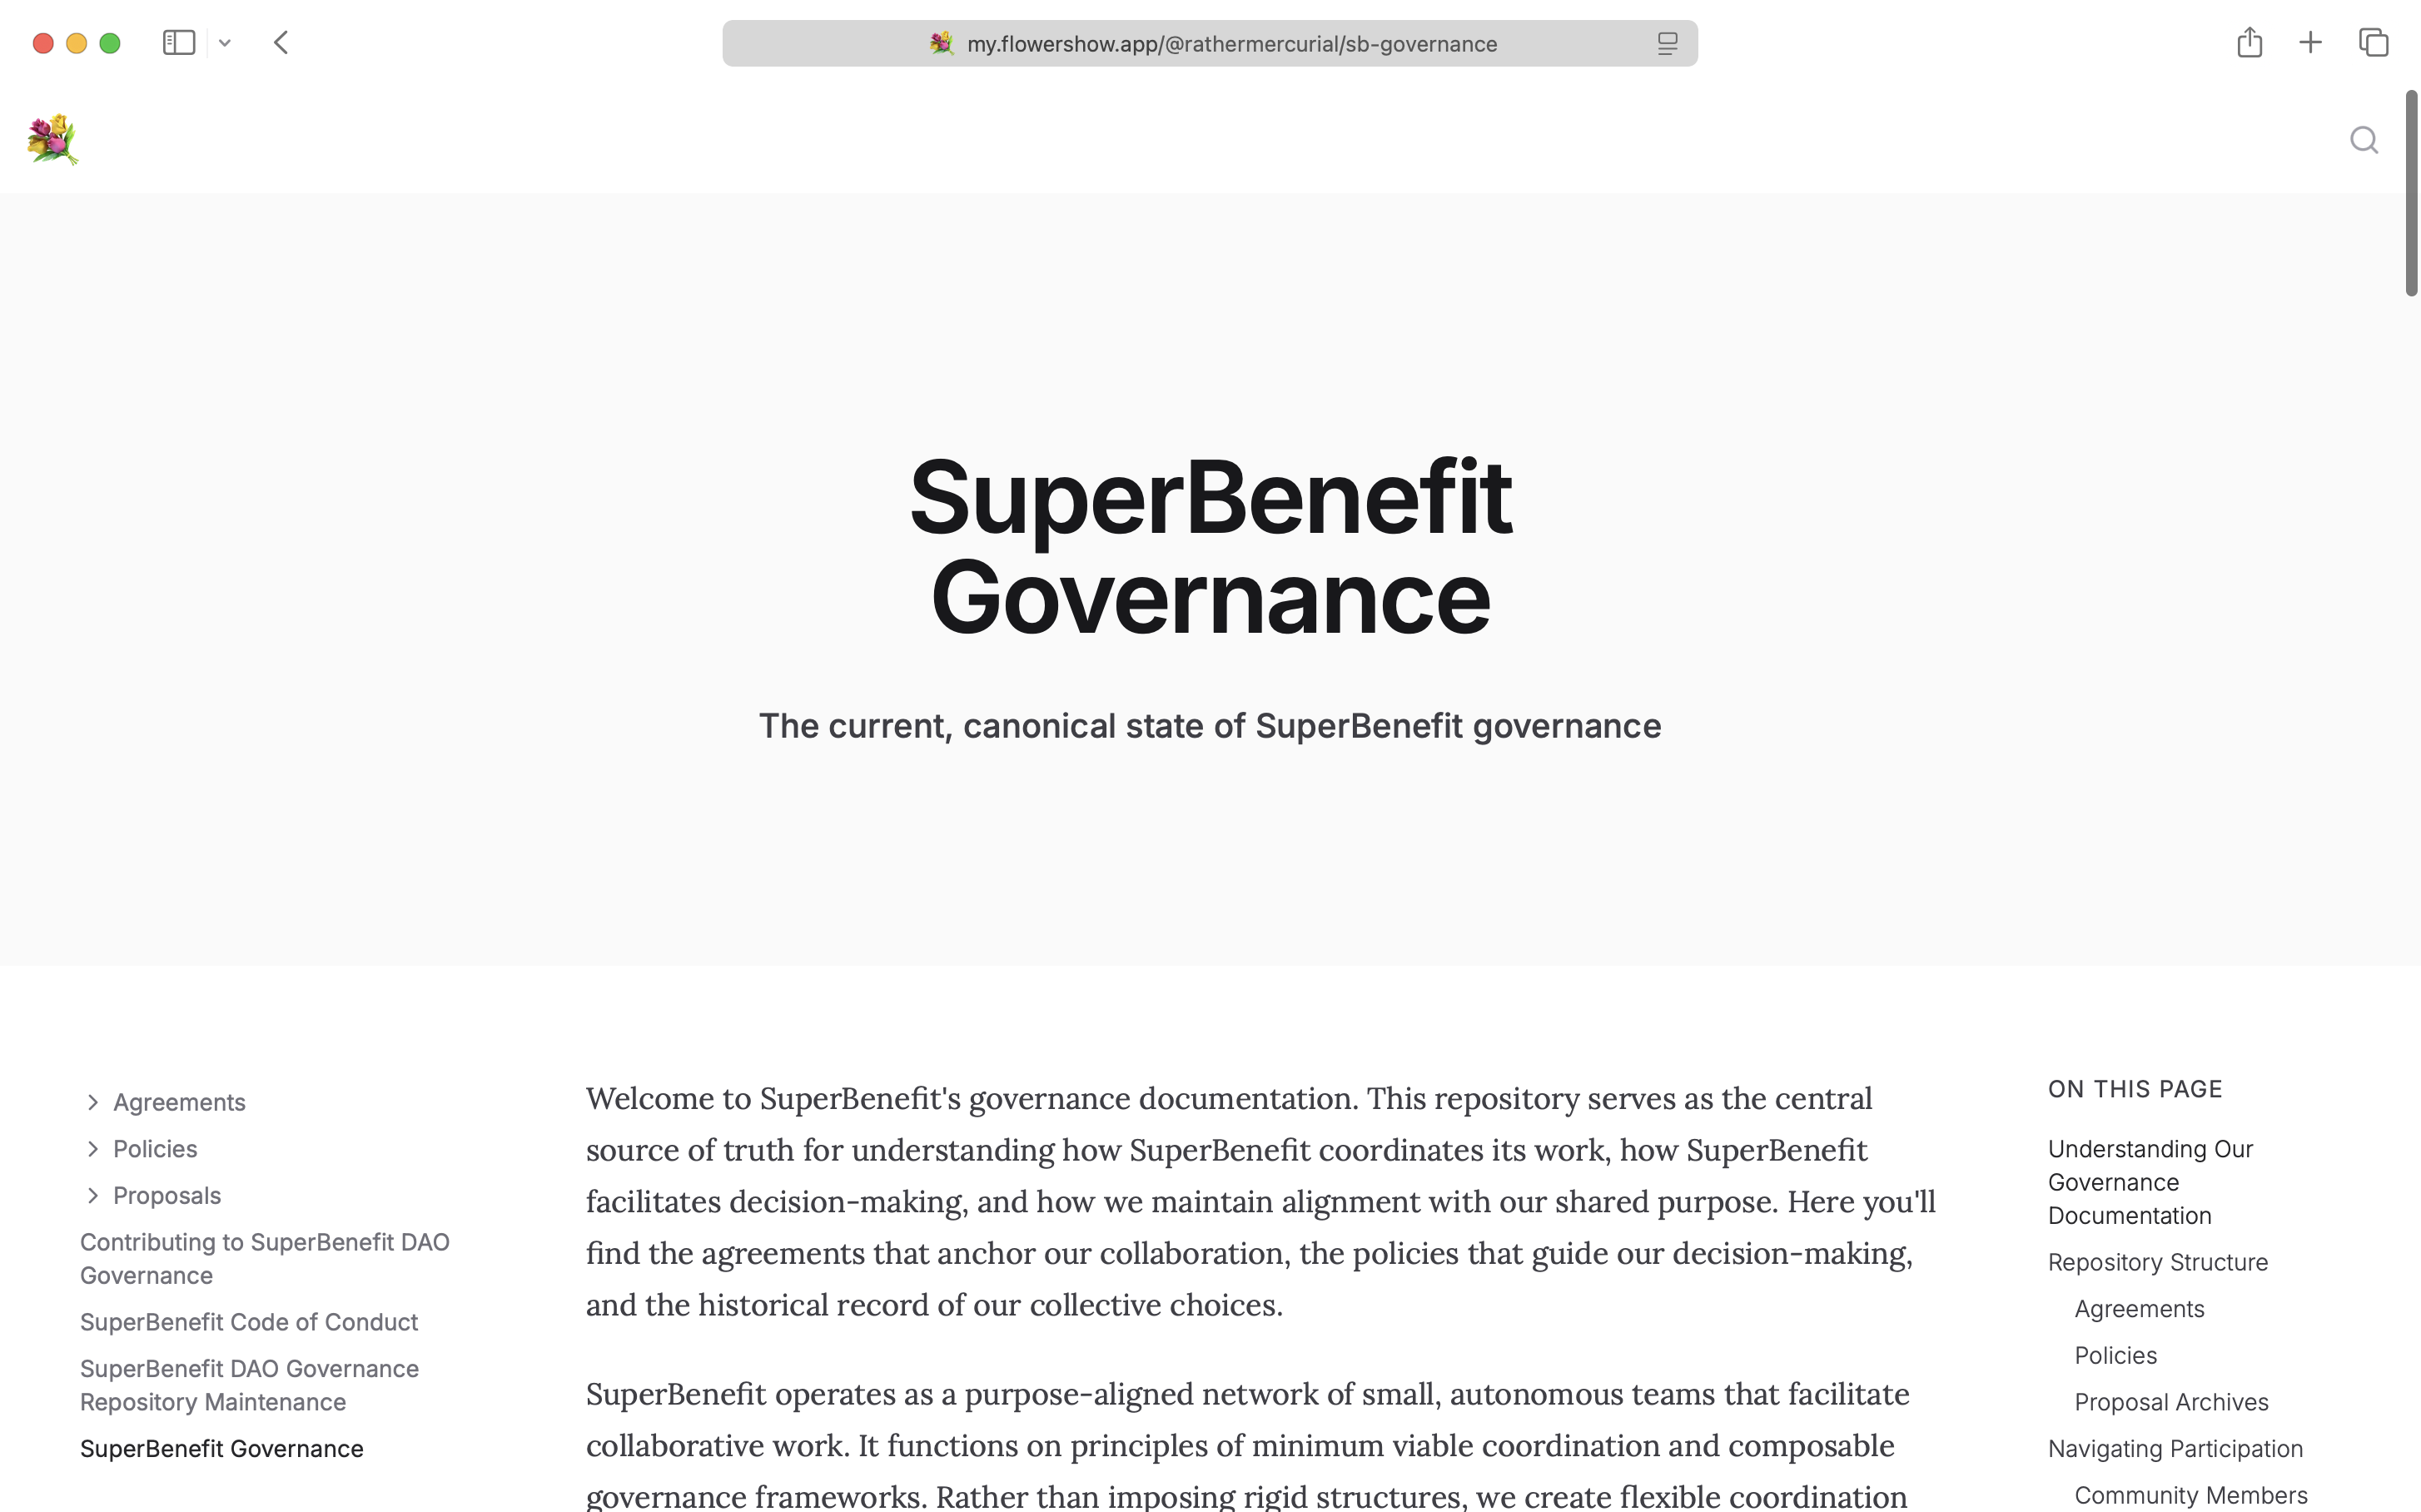 my.flowershow.app/@rathermercurial/sb-governance
SuperBenefit
Governance
The current, canonical state of SuperBenefit governance
Agreements
Policies
Proposals
Contributing to SuperBenefit DAO
Governance
SuperBenefit Code of Conduct
SuperBenefit DAO Governance
Repository Maintenance
SuperBenefit Governance
Welcome to SuperBenefit's governance documentation. This repository serves as the central
source of truth for understanding how SuperBenefit coordinates its work, how SuperBenefit
facilitates decision-making, and how we maintain alignment with our shared purpose. Here you'll
find the agreements that anchor our collaboration, the policies that guide our decision-making,
and the historical record of our collective choices.
SuperBenefit operates as a purpose-aligned network of small, autonomous teams that facilitate
collaborative work. It functions on principles of minimum viable coordination and composable
governance frameworks. Rather than imposing rigid structures, we create flexible coordination
ON THIS PAGE
Understanding Our
Governance
Documentation
Repository Structure
Agreements
Policies
Proposal Archives
Navigating Participation
Community Members